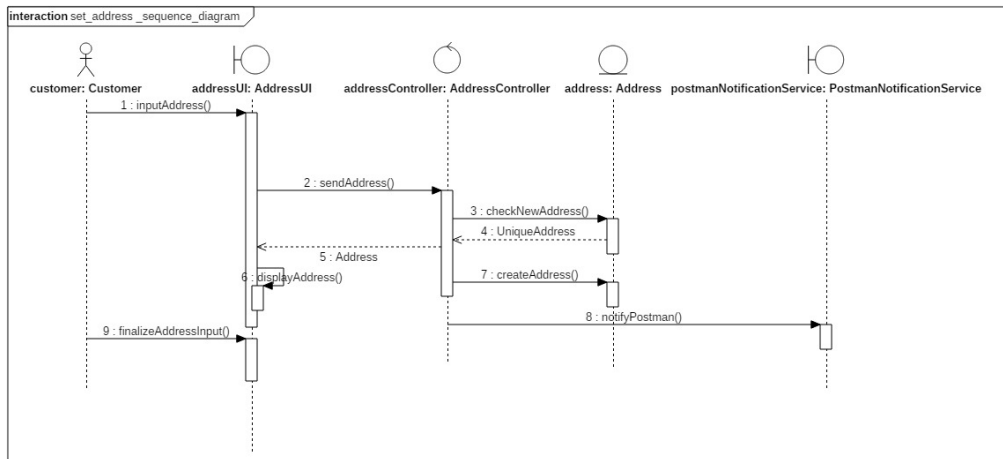 interaction set_address _sequence_diagram
customer: Customer
addressUI: AddressUI
addressController: AddressController
address: Address
postmanNotificationService: PostmanNotificationService
1 : inputAddress()
2 : sendAddress()
3 : checkNewAddress()
4 : UniqueAddress
5 : Address
6 : displayAddress()
7 : createAddress()
8 : notifyPostman()
9 : finalizeAddressInput()